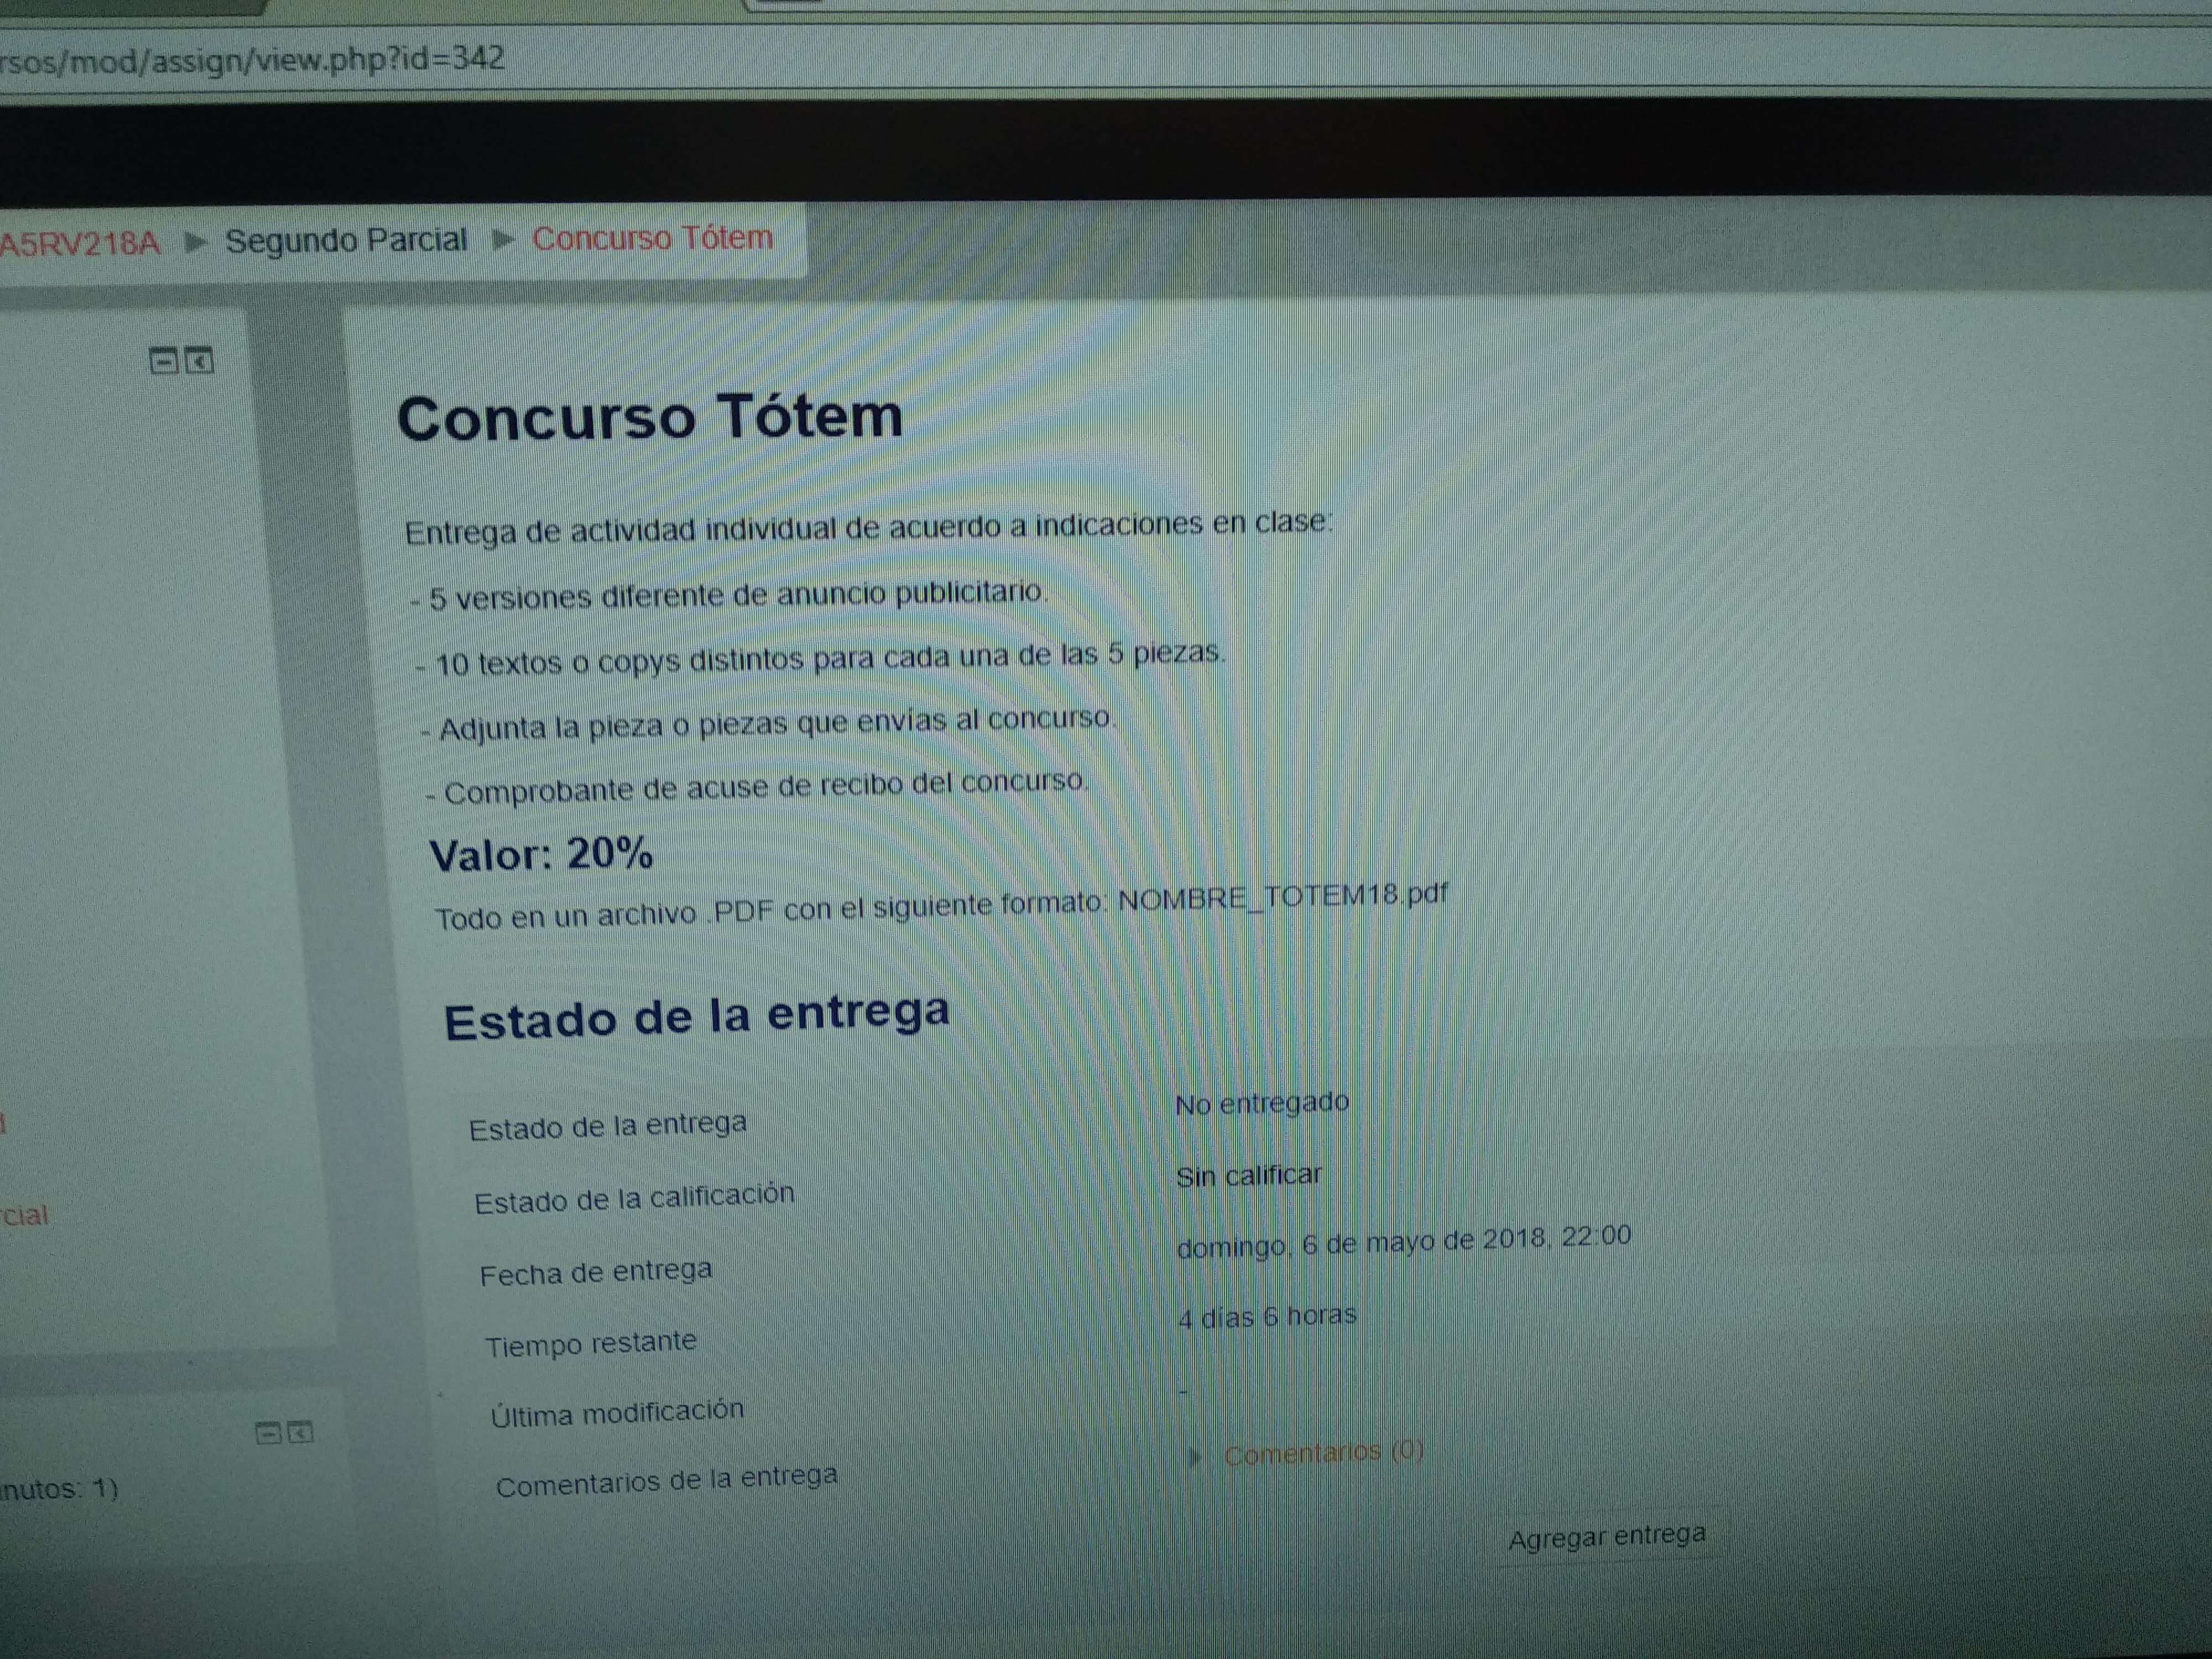 rsos/mod/assign/view.php?id=342
A5RV218A ▶ Segundo Parcial ▶ Concurso Tótem
Concurso Tótem
Entrega de actividad individual de acuerdo a indicaciones en clase:
- 5 versiones diferente de anuncio publicitario.
- 10 textos o copys distintos para cada una de las 5 piezas.
- Adjunta la pieza o piezas que envías al concurso.
- Comprobante de acuse de recibo del concurso.
Valor: 20%
Todo en un archivo .PDF con el siguiente formato: NOMBRE_TOTEM18.pdf
Estado de la entrega
Estado de la entrega No entregado
Estado de la calificación Sin calificar
Fecha de entrega domingo, 6 de mayo de 2018, 22:00
Tiempo restante 4 días 6 horas
Última modificación -
Comentarios de la entrega Comentarios (0)
Agregar entrega
cial
nutos: 1)